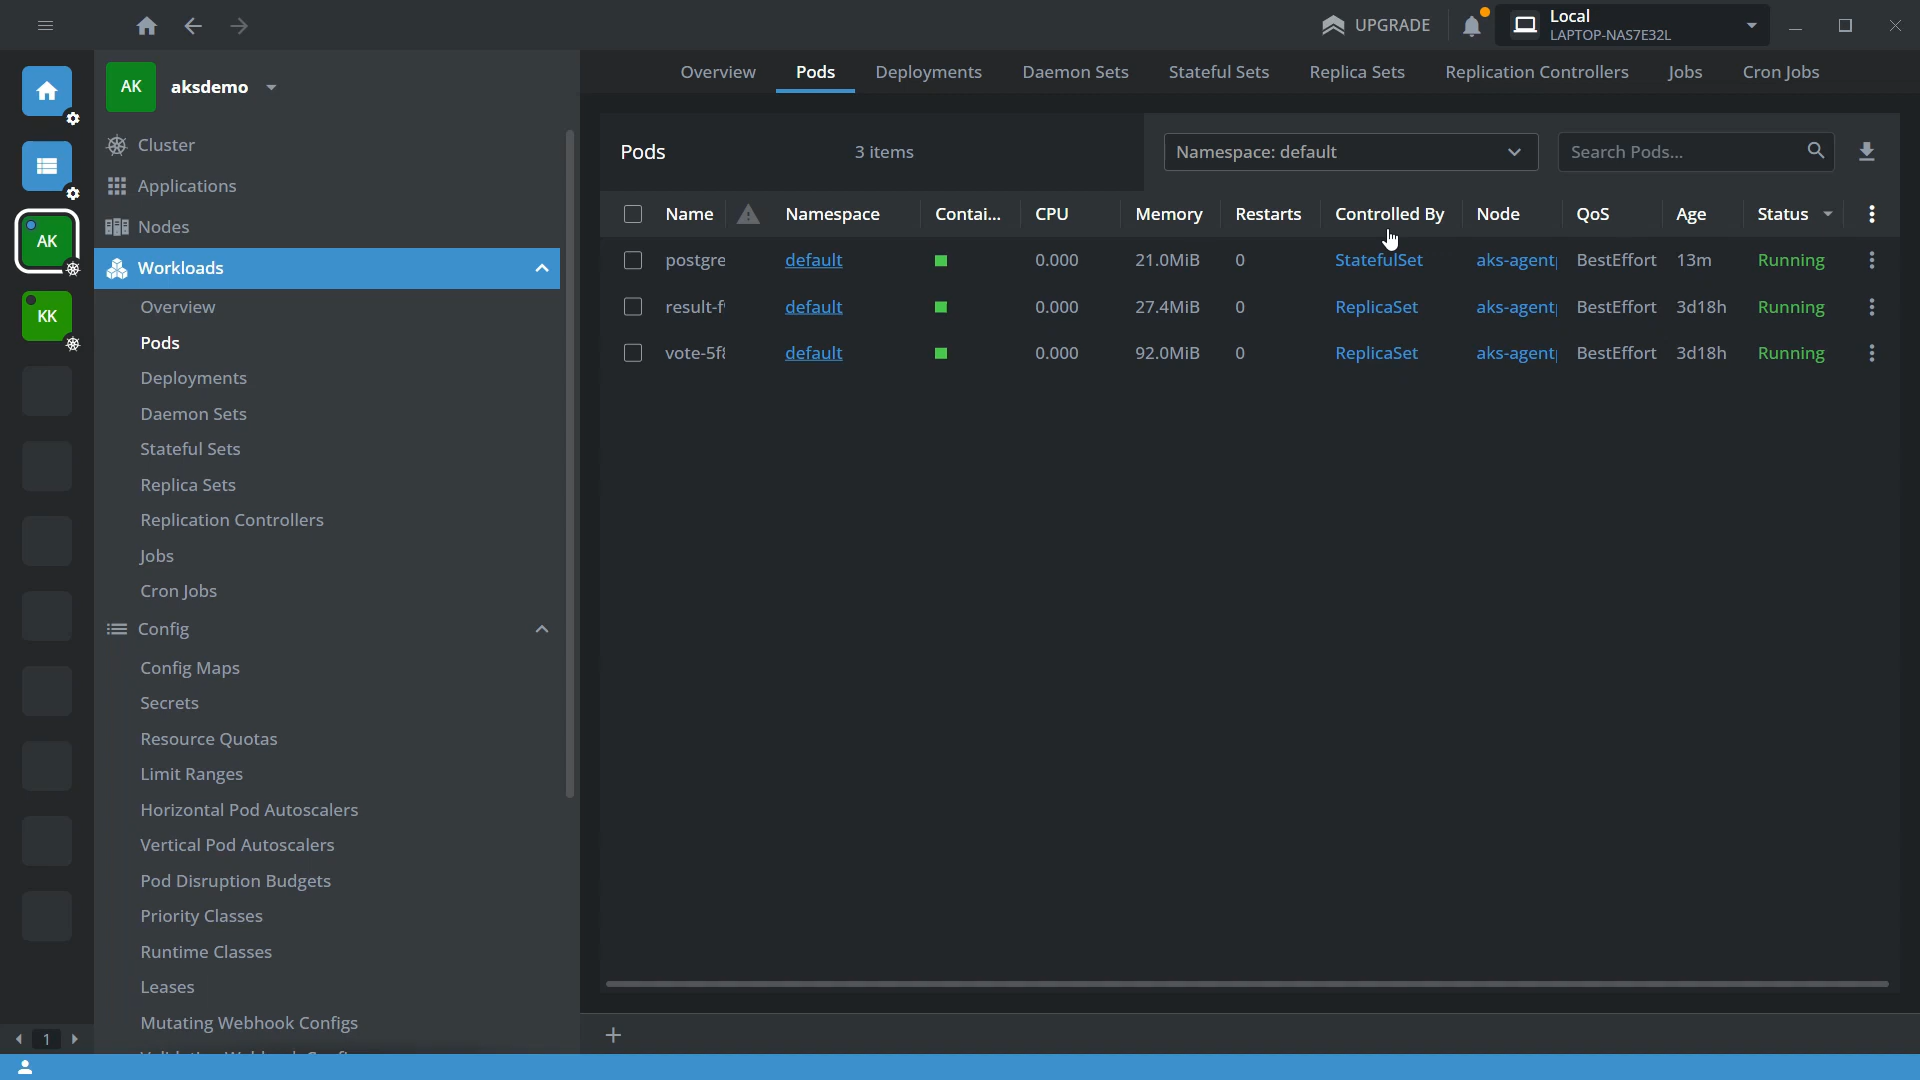 UPGRADE
Local
LAPTOP-NAS7E32L
AK
aksdemo
AK
KK
1
Cluster
Applications
Nodes
Workloads
Overview
Pods
Deployments
Daemon Sets
Stateful Sets
Replica Sets
Replication Controllers
Jobs
Cron Jobs
Config
Config Maps
Secrets
Resource Quotas
Limit Ranges
Horizontal Pod Autoscalers
Vertical Pod Autoscalers
Pod Disruption Budgets
Priority Classes
Runtime Classes
Leases
Mutating Webhook Configs
Overview Pods Deployments Daemon Sets Stateful Sets Replica Sets Replication Controllers Jobs Cron Jobs
Pods 3 items Namespace: default Search Pods...
Name Namespace Contai... CPU Memory Restarts Controlled By Node QoS Age Status
postgre default 0.000 21.0MiB 0 StatefulSet aks-agent BestEffort 13m Running
result-f default 0.000 27.4MiB 0 ReplicaSet aks-agent BestEffort 3d18h Running
vote-5f8 default 0.000 92.0MiB 0 ReplicaSet aks-agent BestEffort 3d18h Running